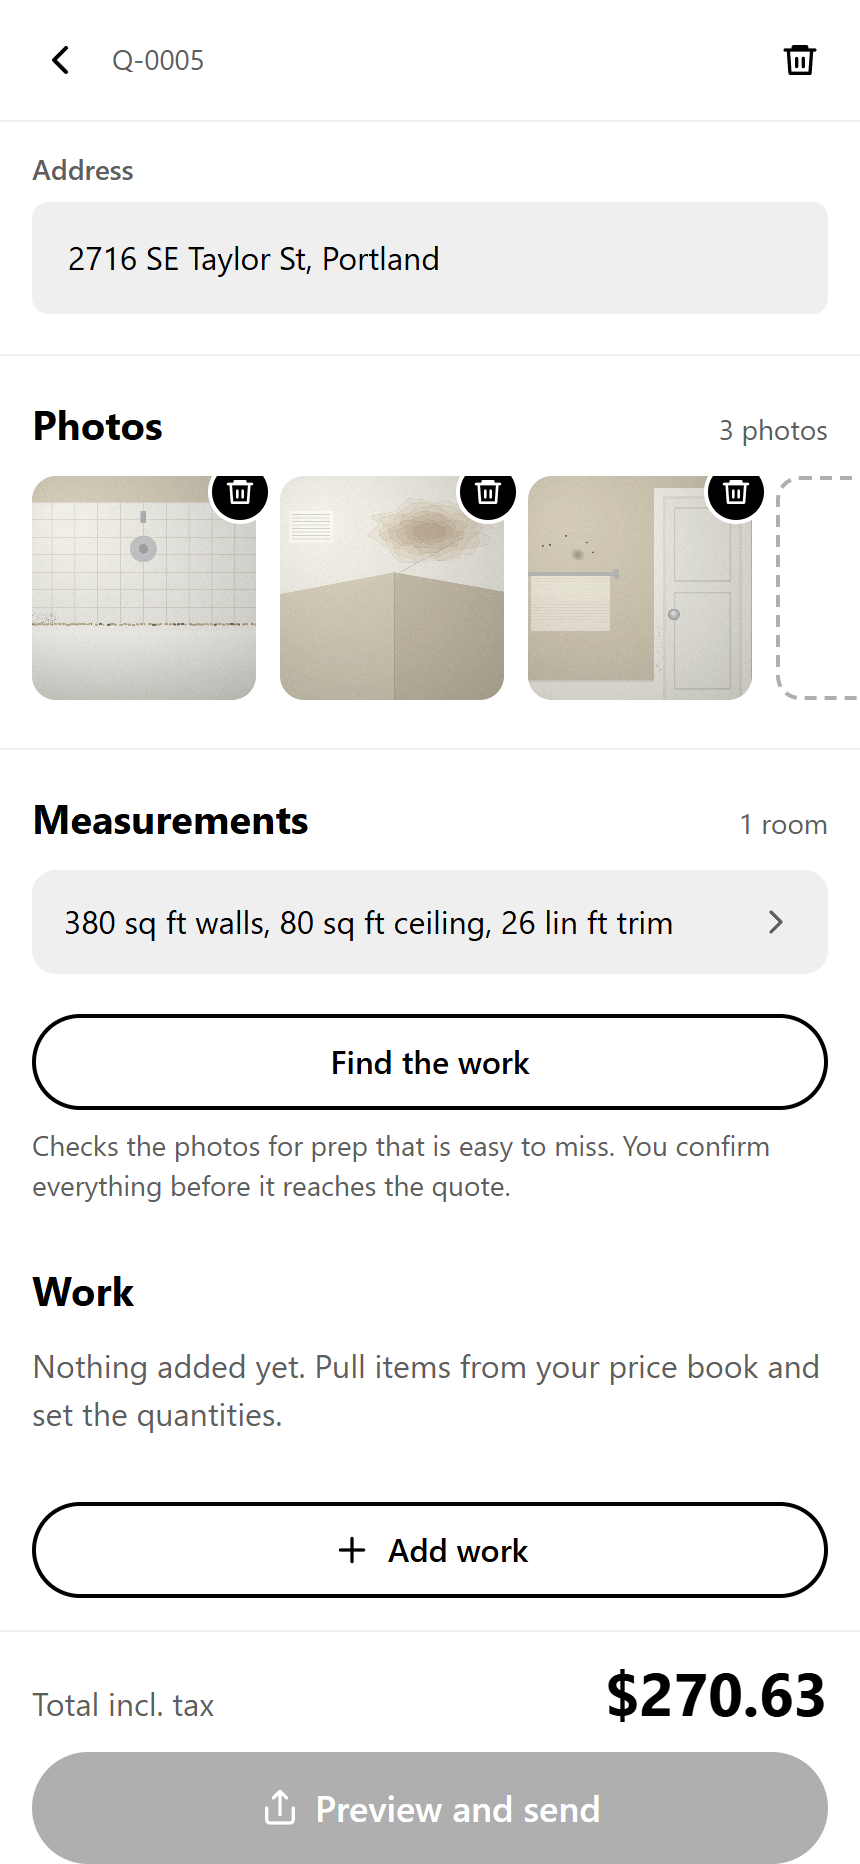 Q-0005
Address
2716 SE Taylor St, Portland
Photos
3 photos
Measurements
1 room
380 sq ft walls, 80 sq ft ceiling, 26 lin ft trim
Find the work
Checks the photos for prep that is easy to miss. You confirm
everything before it reaches the quote.
Work
Nothing added yet. Pull items from your price book and
set the quantities.
Add work
Total incl. tax
$270.63
Preview and send